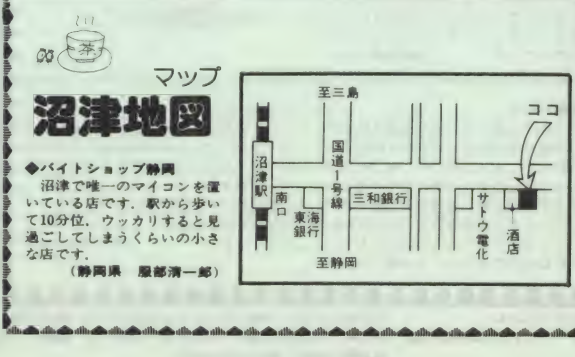 茶
マップ
沼津地図
◆バイトショップ静岡
沼津で唯一のマイコンを置
いている店です．駅から歩い
て10分位．ウッカリすると見
過ごしてしまうくらいの小さ
な店です．
（静岡県 服部清一郎）
至三島
ココ
沼津駅
南口
東海銀行
国道1号線
三和銀行
サトウ電化
酒店
至静岡